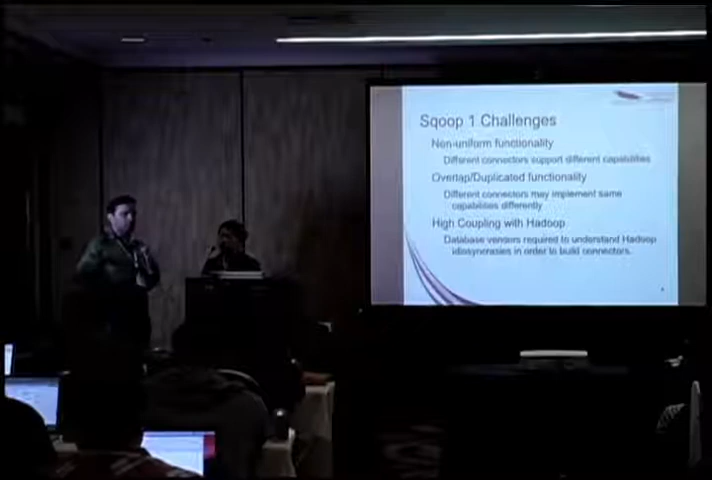 Sqoop 1 Challenges
Non-uniform functionality
Different connectors support different capabilities
Overlap/Duplicated functionality
Different connectors may implement same
capabilities differently
High Coupling with Hadoop
Database vendors required to understand Hadoop
idiosyncrasies in order to build connectors.